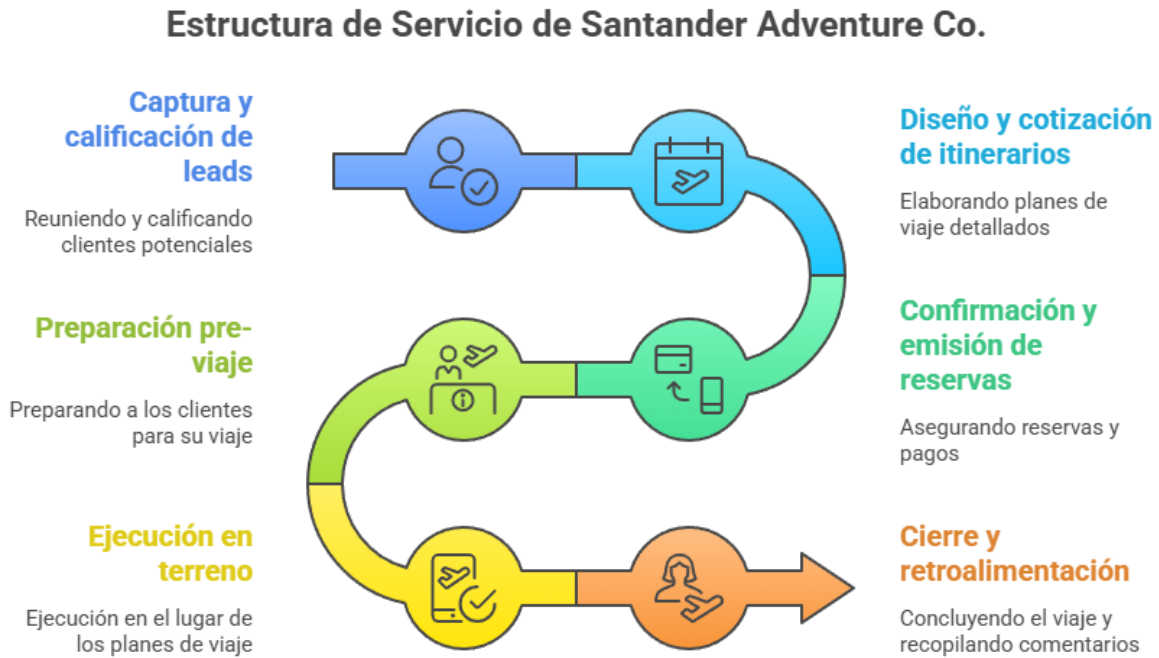 Estructura de Servicio de Santander Adventure Co.
Captura y
calificación de
leads
Reuniendo y calificando
clientes potenciales
Diseño y cotización
de itinerarios
Elaborando planes de
viaje detallados
Confirmación y
emisión de
reservas
Asegurando reservas y
pagos
Preparación pre-
viaje
Preparando a los clientes
para su viaje
Ejecución en
terreno
Ejecución en el lugar de
los planes de viaje
Cierre y
retroalimentación
Concluyendo el viaje y
recopilando comentarios